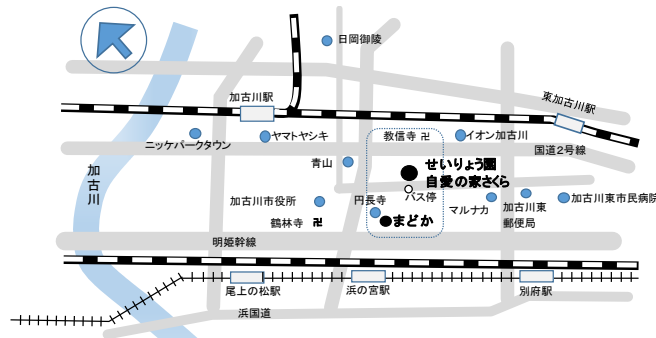 日岡御陵
加古川駅
東加古川駅
ニッケパークタウン
ヤマトヤシキ
教信寺 卍
イオン加古川
国道2号線
青山
せいりょう園
自愛の家さくら
加古川
バス停
加古川市役所
円長寺
マルナカ
加古川東
郵便局
加古川東市民病院
鶴林寺 卍
まどか
明姫幹線
尾上の松駅
浜の宮駅
別府駅
浜国道